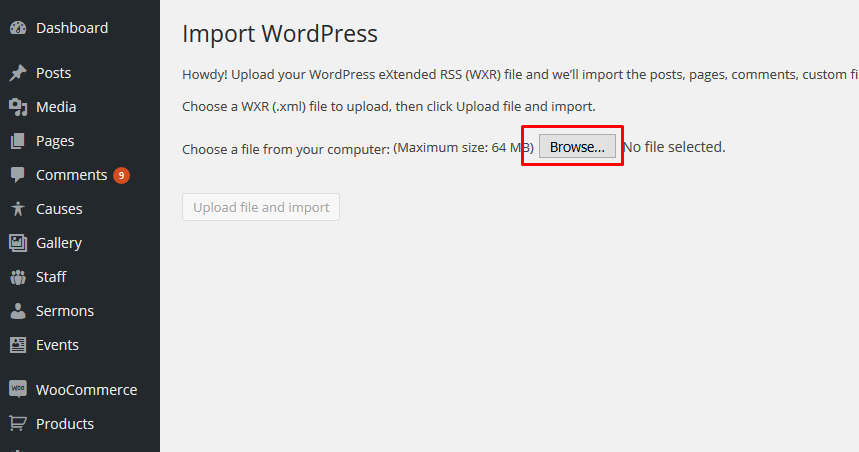 Dashboard
Posts
Media
Pages
Comments 9
Causes
Gallery
Staff
Sermons
Events
WOO
WooCommerce
Products
Import WordPress
Howdy! Upload your WordPress eXtended RSS (WXR) file and we'll import the posts, pages, comments, custom fi
Choose a WXR (.xml) file to upload, then click Upload file and import.
Choose a file from your computer: (Maximum size: 64 MB) Browse... No file selected.
Upload file and import